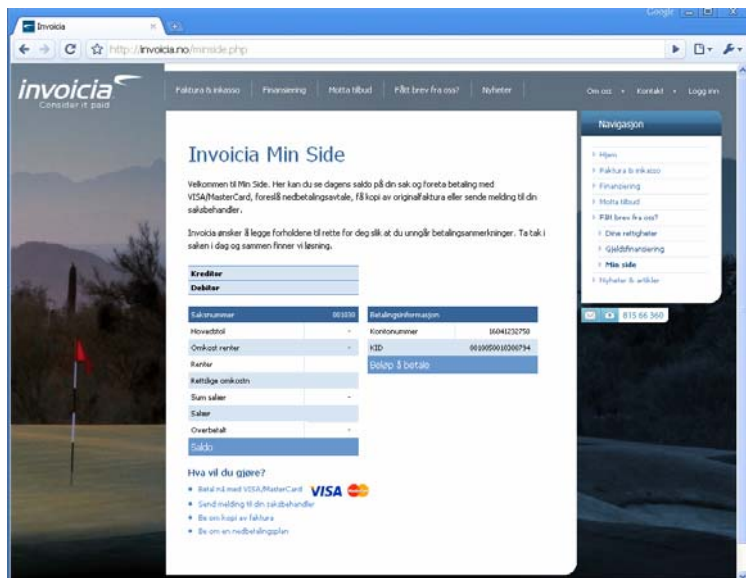 Invoicia
Google
http://invoicia.no/minside.php
invoicia
Consider it paid
Faktura & inkasso
Finansiering
Motta tilbud
Fått brev fra oss?
Nyheter
Om oss
Kontakt
Logg inn
Navigasjon
Hjem
Faktura & inkasso
Finansiering
Motta tilbud
Fått brev fra oss?
Dine rettigheter
Gjeldsfinansiering
Min side
Nyheter & artikler
815 66 360
Invoicia Min Side
Velkommen til Min Side. Her kan du se dagens saldo på din sak og foreta betaling med
VISA/MasterCard, foreslå nedbetalingsavtale, få kopi av originalfaktura eller sende melding til din
saksbehandler.
Invoicia ønsker å legge forholdene til rette for deg slik at du unngår betalingsanmerkninger. Ta tak i
saken i dag og sammen finner vi løsning.
Kreditor
Debitor
Saksnummer 001030
Hovedstol -
Omkost renter -
Renter
Rettslige omkostn
Sum salær -
Salær
Overbetalt -
Saldo
Betalingsinformasjon
Kontonummer 16041232750
KID 0010050010300794
Beløp å betale
Hva vil du gjøre?
Betal nå med VISA/MasterCard VISA
Send melding til din saksbehandler
Be om kopi av faktura
Be om en nedbetalingsplan